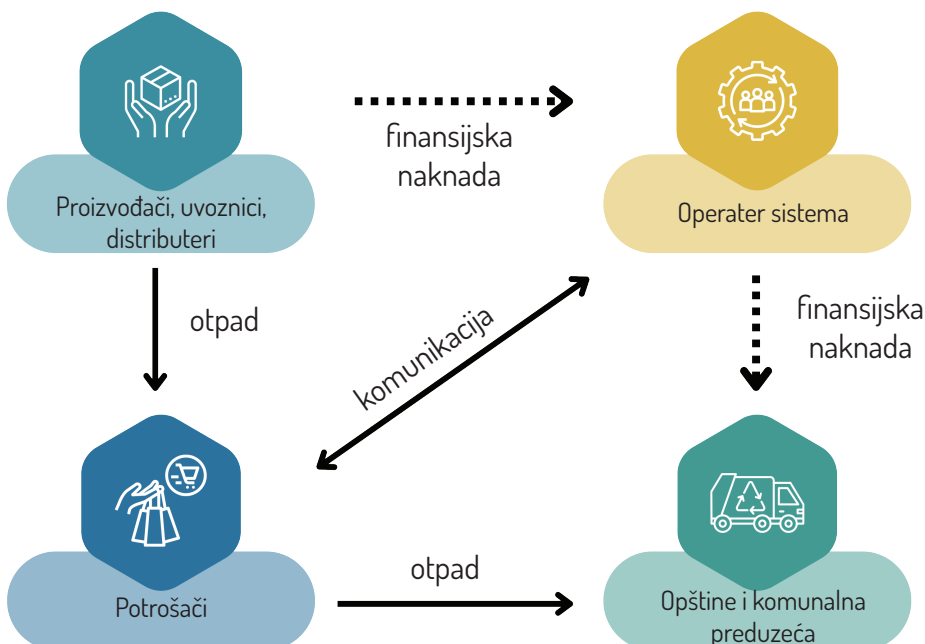 finansijska
naknada
Proizvođači, uvoznici,
distributeri
Operater sistema
otpad
komunikacija
finansijska
naknada
otpad
Potrošači
Opštine i komunalna
preduzeća